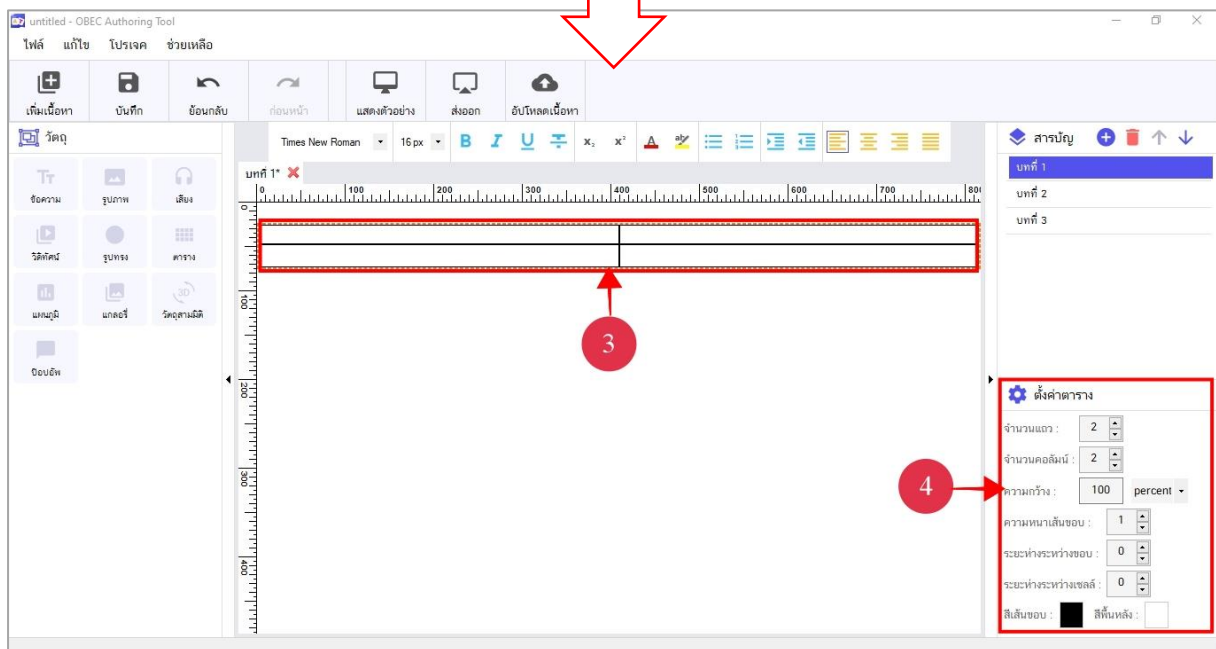 untitled - OBEC Authoring Tool
ไฟล์ แก้ไข โปรเจค ช่วยเหลือ
เพิ่มเนื้อหา บันทึก ย้อนกลับ ก่อนหน้า แสดงตัวอย่าง ส่งออก อัปโหลดเนื้อหา
วัตถุ
Times New Roman 16 px B I U T x₂ x² A aby
สารบัญ
บทที่ 1*
บทที่ 1
บทที่ 2
บทที่ 3
0 100 200 300 400 500 600 700 800
Tт
ข้อความ รูปภาพ เสียง
วิดีทัศน์ รูปทรง ตาราง
3D
แผนภูมิ แกลอรี่ วัตถุสามมิติ
ป๊อบอัพ
0
100
200
300
400
3
4
ตั้งค่าตาราง
จำนวนแถว : 2
จำนวนคอลัมน์ : 2
ความกว้าง : 100 percent
ความหนาเส้นขอบ : 1
ระยะห่างระหว่างขอบ : 0
ระยะห่างระหว่างเซลล์ : 0
สีเส้นขอบ : สีพื้นหลัง :